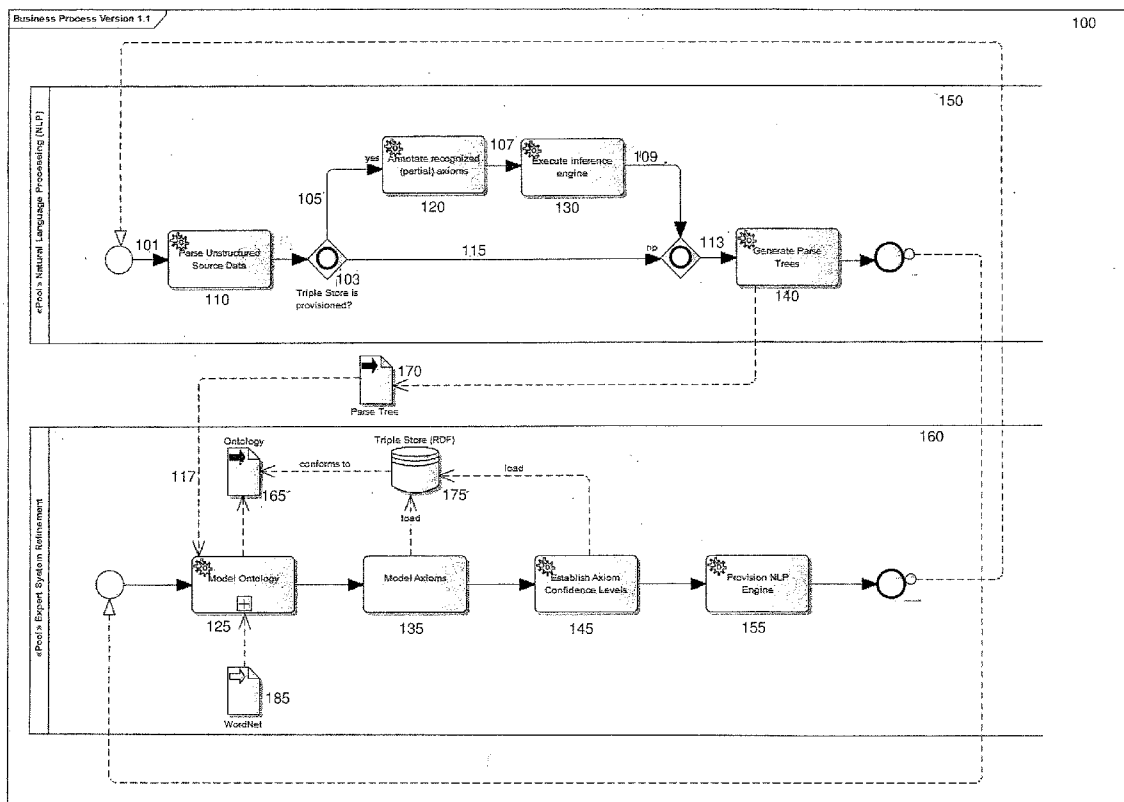 Business Process Version 1.1
100
150
«Pool» Natural Language Processing (NLP)
yes
Annotate recognized
(partial) axioms
107
Execute inference
engine
109
105
120
130
101
Parse Unstructured
Source Data
115
no
113
Generate Parse
Trees
103
110
Triple Store is
provisioned?
140
170
Parse Tree
160
«Pool» Expert System Refinement
Ontology
Triple Store (RDF)
117
conforms to
load
165
175
load
Model Ontology
Model Axioms
Establish Axiom
Confidence Levels
Provision NLP
Engine
125
135
145
155
185
WordNet